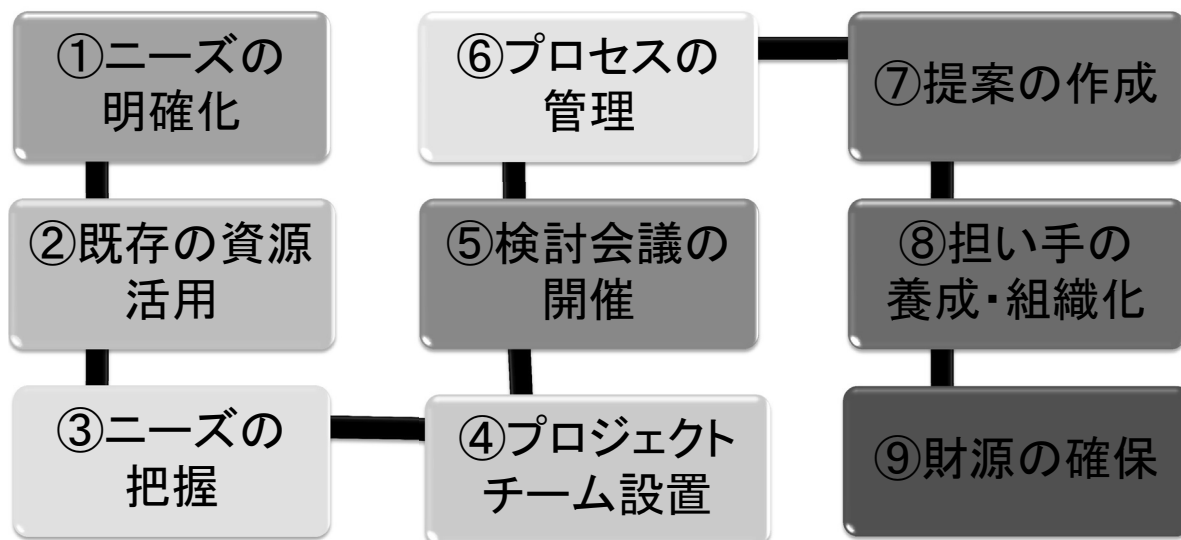 ①ニーズの
明確化
②既存の資源
活用
③ニーズの
把握
④プロジェクト
チーム設置
⑤検討会議の
開催
⑥プロセスの
管理
⑦提案の作成
⑧担い手の
養成・組織化
⑨財源の確保